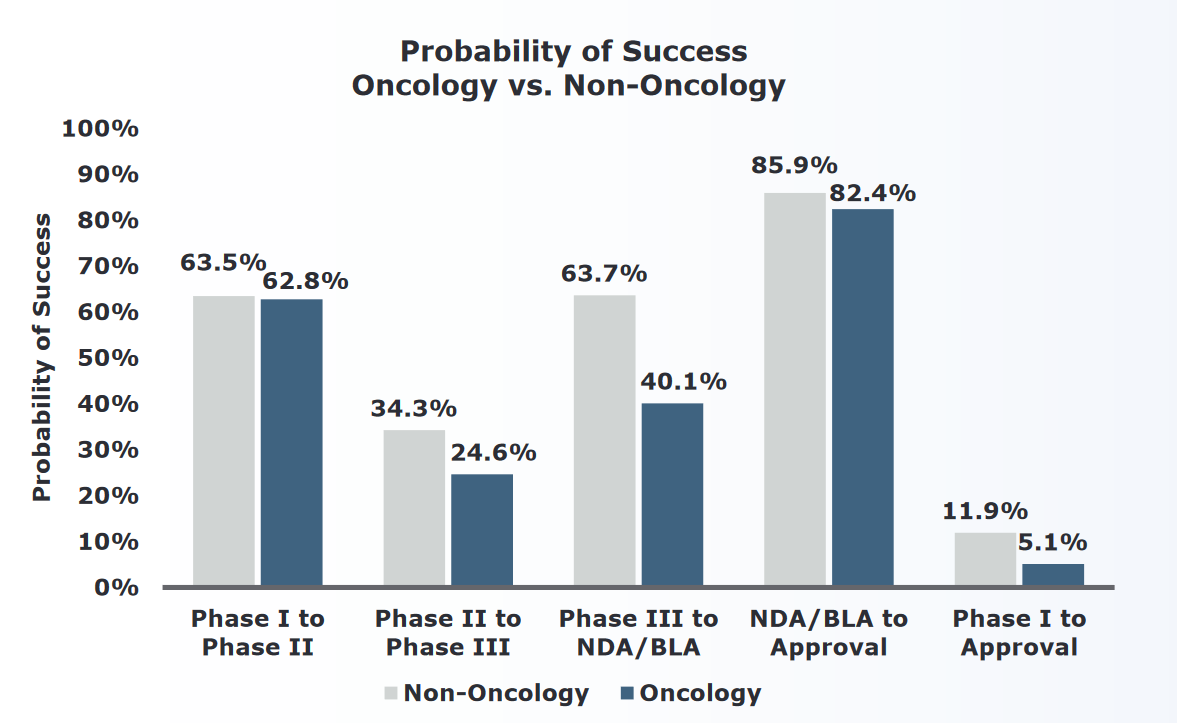 Probability of Success
Oncology vs. Non-Oncology
Probability of Success
100%
90%
80%
70%
60%
50%
40%
30%
20%
10%
0%
63.5%
62.8%
34.3%
24.6%
63.7%
40.1%
85.9%
82.4%
11.9%
5.1%
Phase I to
Phase II
Phase II to
Phase III
Phase III to
NDA/BLA
NDA/BLA to
Approval
Phase I to
Approval
Non-Oncology
Oncology